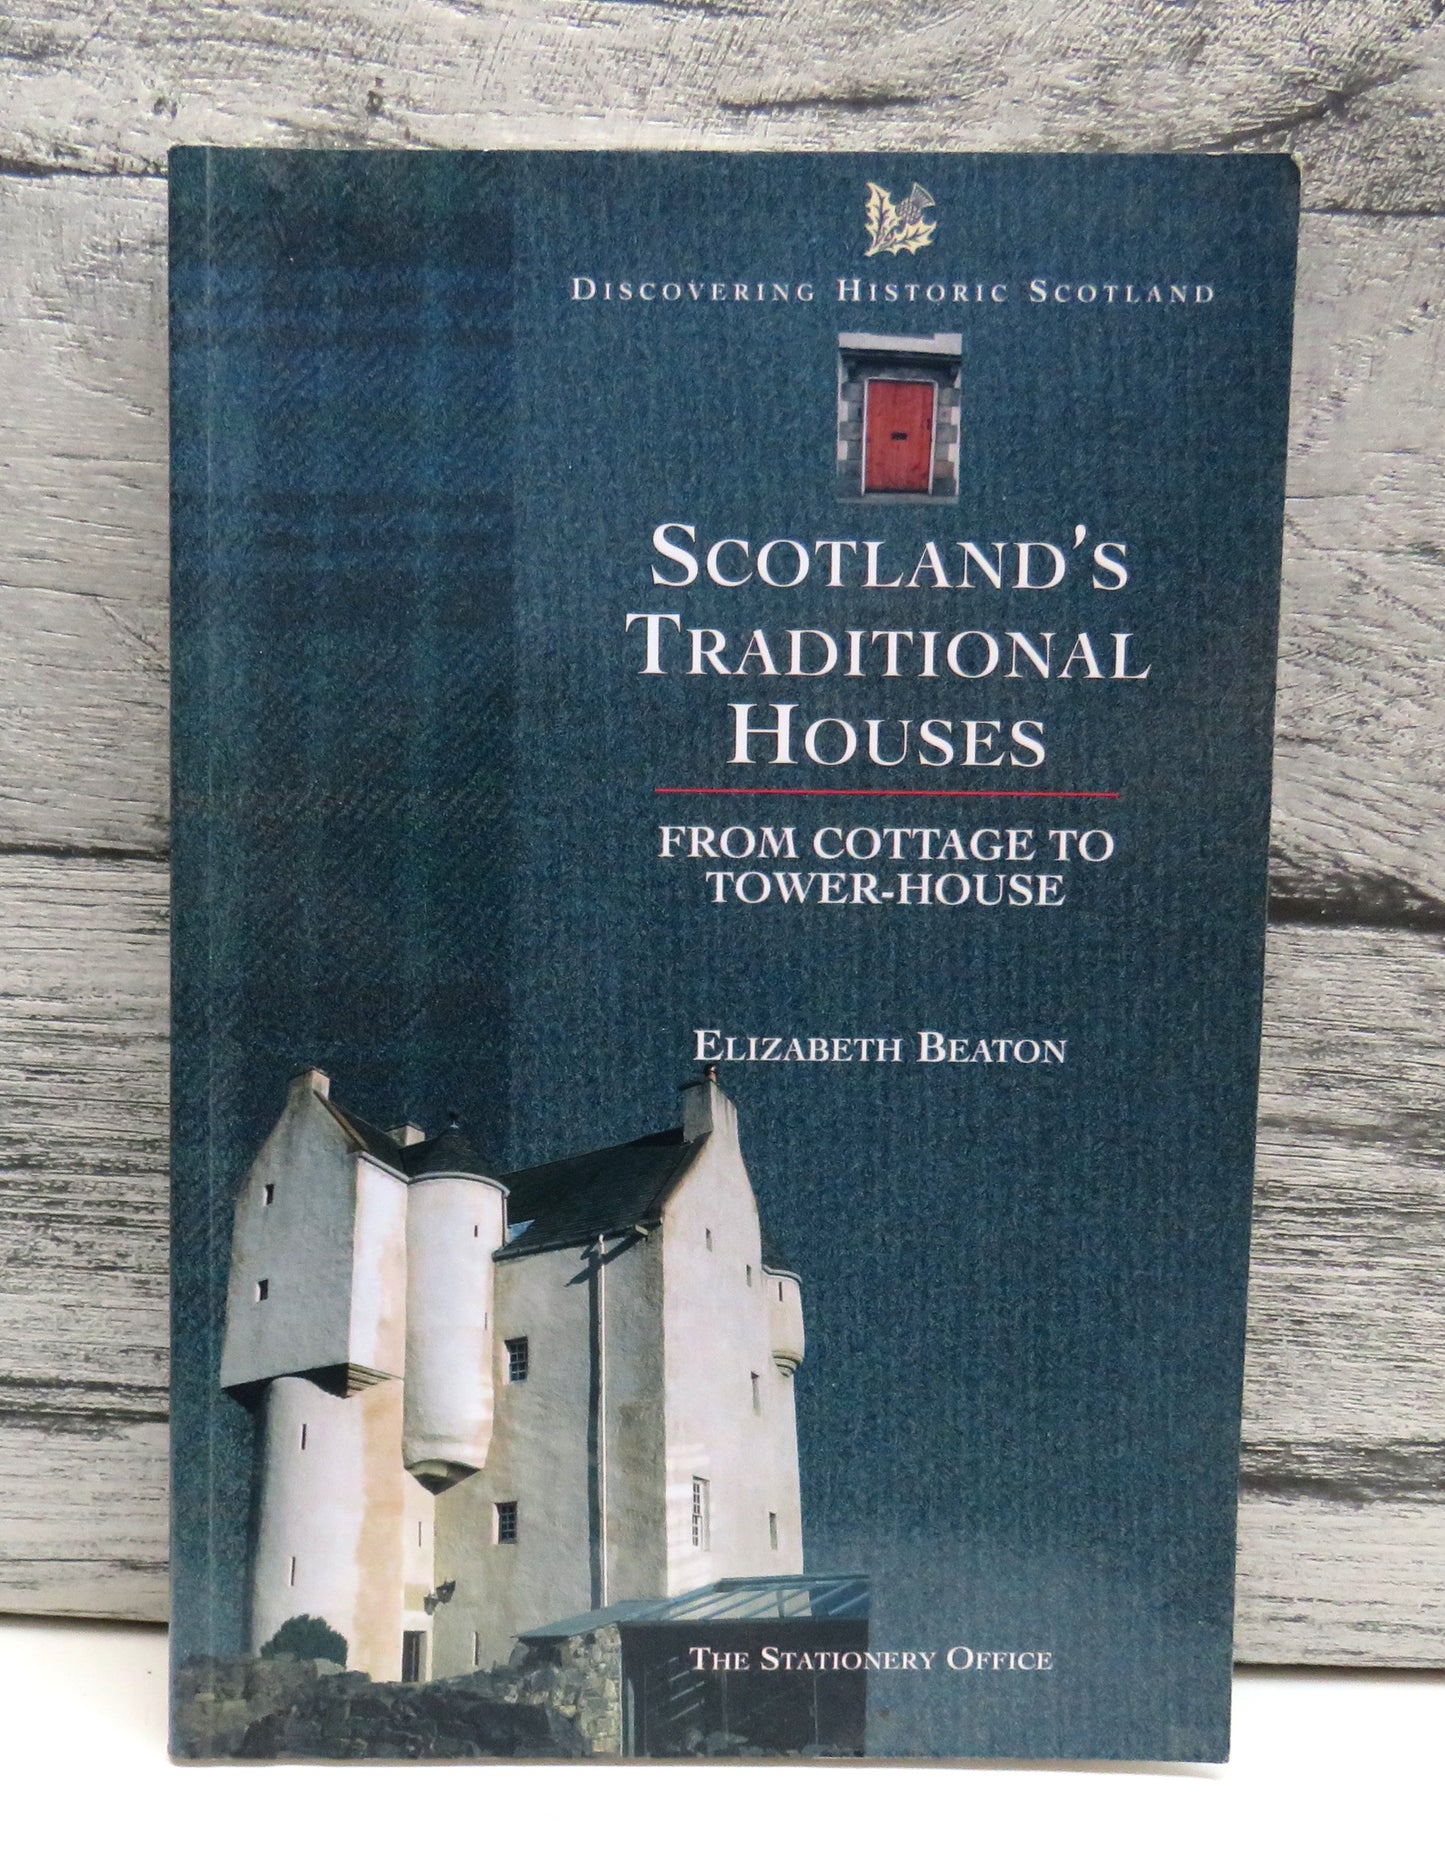 DISCOVERING HISTORIC SCOTLAND
SCOTLAND'S
TRADITIONAL
HOUSES
FROM COTTAGE TO
TOWER-HOUSE
ELIZABETH BEATON
THE STATIONERY OFFICE